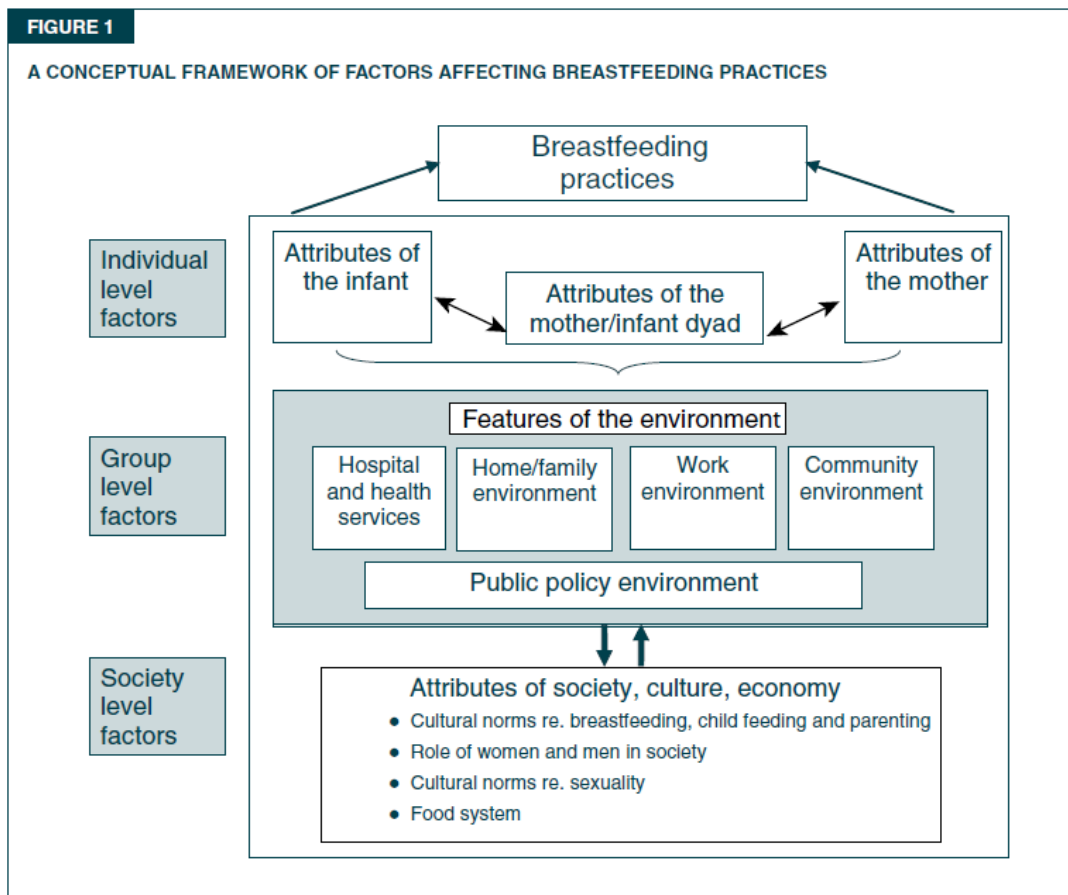 FIGURE 1
A CONCEPTUAL FRAMEWORK OF FACTORS AFFECTING BREASTFEEDING PRACTICES
Breastfeeding
practices
Individual
level
factors
Attributes of
the infant
Attributes of the
mother/infant dyad
Attributes of
the mother
Features of the environment
Group
level
factors
Hospital
and health
services
Home/family
environment
Work
environment
Community
environment
Public policy environment
Society
level
factors
Attributes of society, culture, economy
● Cultural norms re. breastfeeding, child feeding and parenting
● Role of women and men in society
● Cultural norms re. sexuality
● Food system